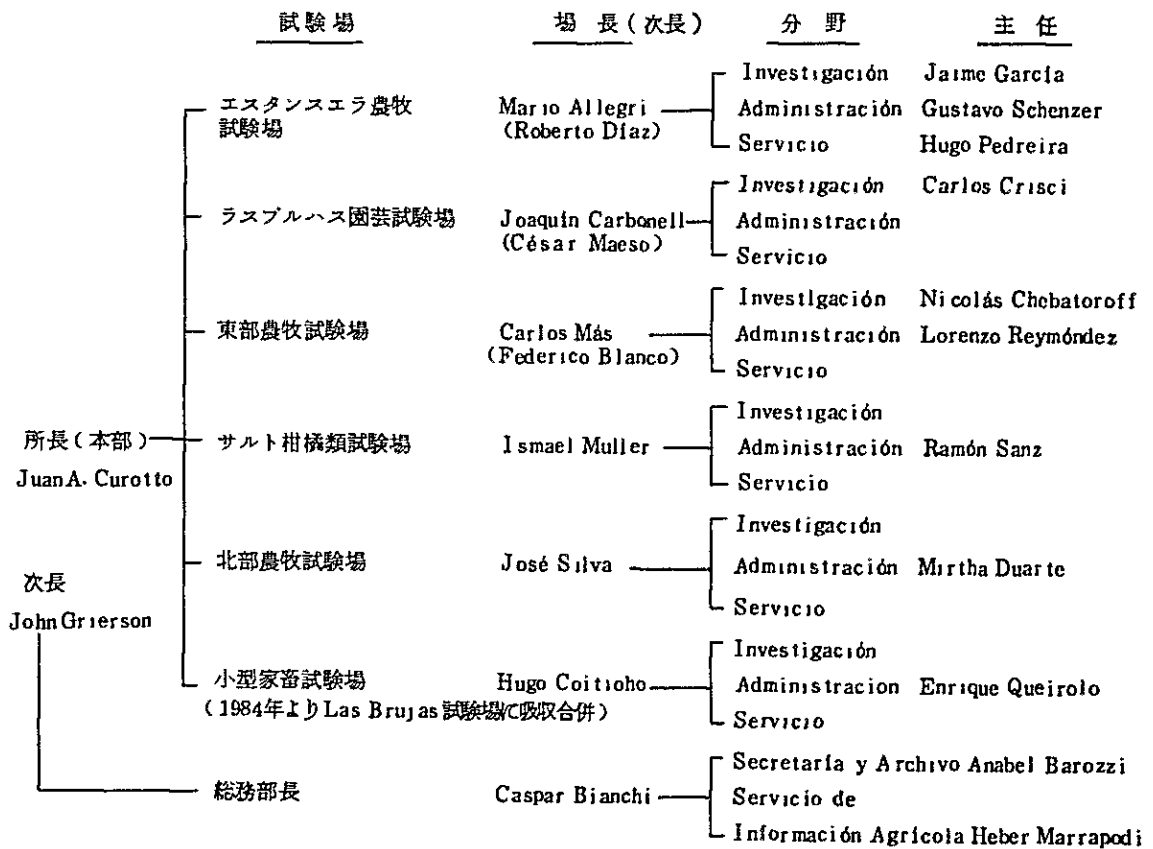 試験場 場長(次長) 分野 主任
Investigación Jaime García
エスタンスエラ農牧 Mario Allegri Administración Gustavo Schenzer
試験場 (Roberto Díaz) Servicio Hugo Pedreira
Investigación Carlos Crisci
ラスブルハス園芸試験場 Joaquín Carbonell Administración
(César Maeso) Servicio
Investigación Nicolás Chebatoroff
東部農牧試験場 Carlos Más Administración Lorenzo Reymóndez
(Federico Blanco) Servicio
Investigación
所長(本部) サルト柑橘類試験場 Ismael Muller Administración Ramón Sanz
Juan A. Curotto Servicio
Investigación
北部農牧試験場 José Silva Administración Mirtha Duarte
次長 Servicio
John Grierson
Investigación
小型家畜試験場 Hugo Coitioho Administracion Enrique Queirolo
(1984年よりLas Brujas試験場に吸収合併) Servicio
Secretaría y Archivo Anabel Barozzi
総務部長 Caspar Bianchi Servicio de
Información Agrícola Heber Marrapodi